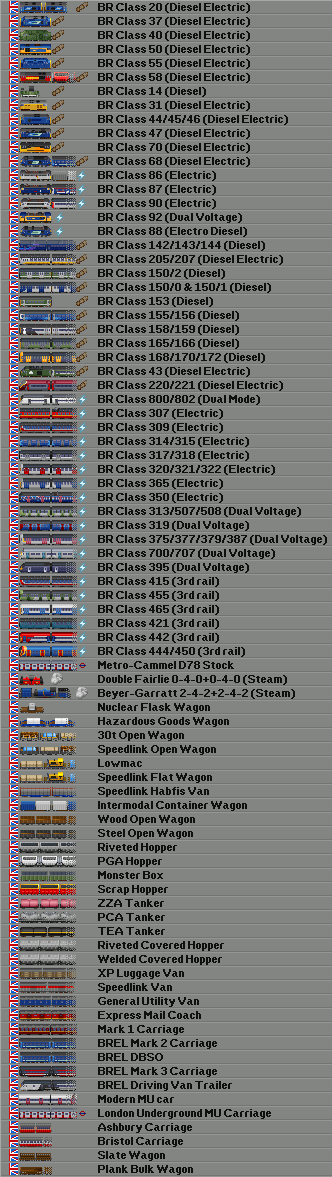 BR Class 20 (Diesel Electric)
BR Class 37 (Diesel Electric)
BR Class 40 (Diesel Electric)
BR Class 50 (Diesel Electric)
BR Class 55 (Diesel Electric)
BR Class 58 (Diesel Electric)
BR Class 14 (Diesel)
BR Class 31 (Diesel Electric)
BR Class 44/45/46 (Diesel Electric)
BR Class 47 (Diesel Electric)
BR Class 70 (Diesel Electric)
BR Class 68 (Diesel Electric)
BR Class 86 (Electric)
BR Class 87 (Electric)
BR Class 90 (Electric)
BR Class 92 (Dual Voltage)
BR Class 88 (Electro Diesel)
BR Class 142/143/144 (Diesel)
BR Class 205/207 (Diesel Electric)
BR Class 150/2 (Diesel)
BR Class 150/0 & 150/1 (Diesel)
BR Class 153 (Diesel)
BR Class 155/156 (Diesel)
BR Class 158/159 (Diesel)
BR Class 165/166 (Diesel)
BR Class 168/170/172 (Diesel)
BR Class 43 (Diesel Electric)
BR Class 220/221 (Diesel Electric)
BR Class 800/802 (Dual Mode)
BR Class 307 (Electric)
BR Class 309 (Electric)
BR Class 314/315 (Electric)
BR Class 317/318 (Electric)
BR Class 320/321/322 (Electric)
BR Class 365 (Electric)
BR Class 350 (Electric)
BR Class 313/507/508 (Dual Voltage)
BR Class 319 (Dual Voltage)
BR Class 375/377/379/387 (Dual Voltage)
BR Class 700/707 (Dual Voltage)
BR Class 395 (Dual Voltage)
BR Class 415 (3rd rail)
BR Class 455 (3rd rail)
BR Class 465 (3rd rail)
BR Class 421 (3rd rail)
BR Class 442 (3rd rail)
BR Class 444/450 (3rd rail)
Metro-Cammel D78 Stock
Double Fairlie 0-4-0+0-4-0 (Steam)
Beyer-Garratt 2-4-2+2-4-2 (Steam)
Nuclear Flask Wagon
Hazardous Goods Wagon
30t Open Wagon
Speedlink Open Wagon
Lowmac
Speedlink Flat Wagon
Speedlink Habfis Van
Intermodal Container Wagon
Wood Open Wagon
Steel Open Wagon
Riveted Hopper
PGA Hopper
Monster Box
Scrap Hopper
ZZA Tanker
PCA Tanker
TEA Tanker
Riveted Covered Hopper
Welded Covered Hopper
XP Luggage Van
Speedlink Van
General Utility Van
Express Mail Coach
Mark 1 Carriage
BREL Mark 2 Carriage
BREL DBSO
BREL Mark 3 Carriage
BREL Driving Van Trailer
Modern MU car
London Underground MU Carriage
Ashbury Carriage
Bristol Carriage
Slate Wagon
Plank Bulk Wagon